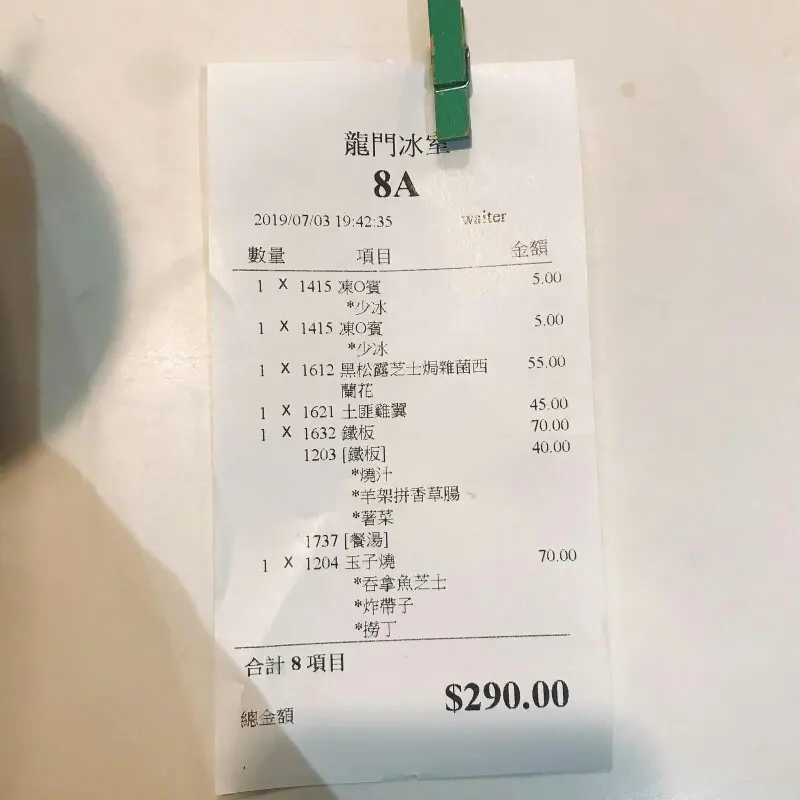 龍門冰室
8A
2019/07/03 19:42:35 waiter
數量 項目 金額
1 X 1415 凍O賓 5.00
*少冰
1 X 1415 凍O賓 5.00
*少冰
1 X 1612 黑松露芝士焗雜菌西 55.00
蘭花
1 X 1621 土匪雞翼 45.00
1 X 1632 鐵板 70.00
1203 [鐵板] 40.00
*燒汁
*羊架拼香草腸
*薯菜
1737 [餐湯]
1 X 1204 玉子燒 70.00
*吞拿魚芝士
*炸帶子
*撈丁
合計 8 項目
總金額 $290.00